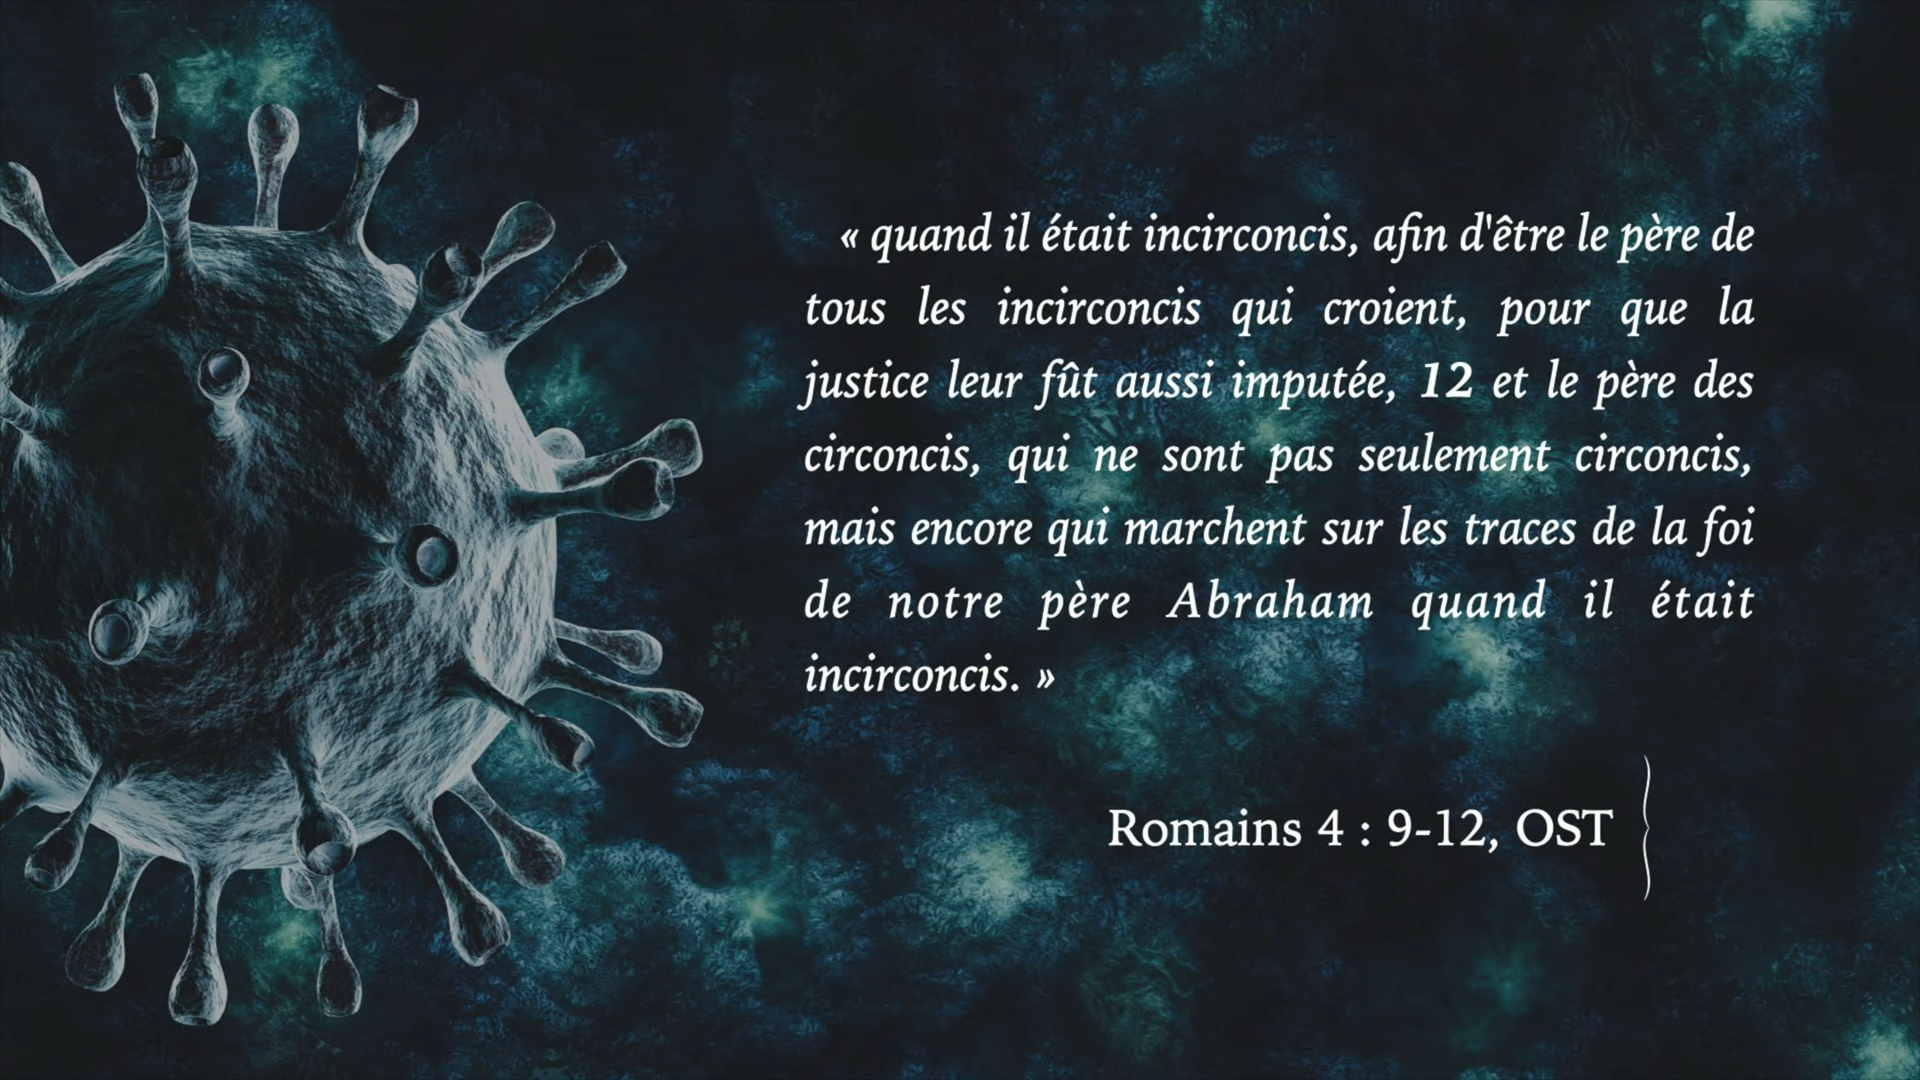 « quand il était incirconcis, afin d'être le père de
tous les incirconcis qui croient, pour que la
justice leur fût aussi imputée, 12 et le père des
circoncis, qui ne sont pas seulement circoncis,
mais encore qui marchent sur les traces de la foi
de notre père Abraham quand il était
incirconcis. »
Romains 4 : 9-12, OST